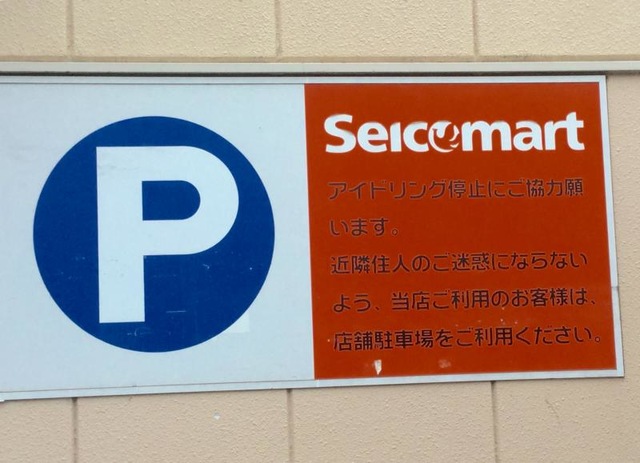 P
Seicomart
アイドリング停止にご協力願
います。
近隣住人のご迷惑にならない
よう、当店ご利用のお客様は、
店舗駐車場をご利用ください。